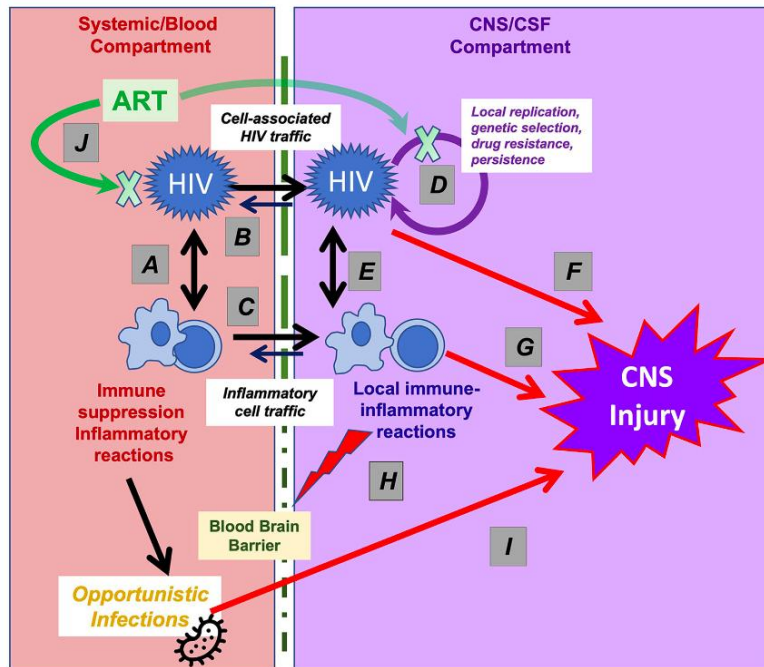 Systemic/Blood
Compartment
CNS/CSF
Compartment
ART
Cell-associated
HIV traffic
Local replication,
genetic selection,
drug resistance,
persistence
J
HIV
HIV
D
B
A
E
F
C
G
CNS
Injury
Immune
suppression
Inflammatory
reactions
Inflammatory
cell traffic
Local immune-
inflammatory
reactions
H
Blood Brain
Barrier
I
Opportunistic
Infections